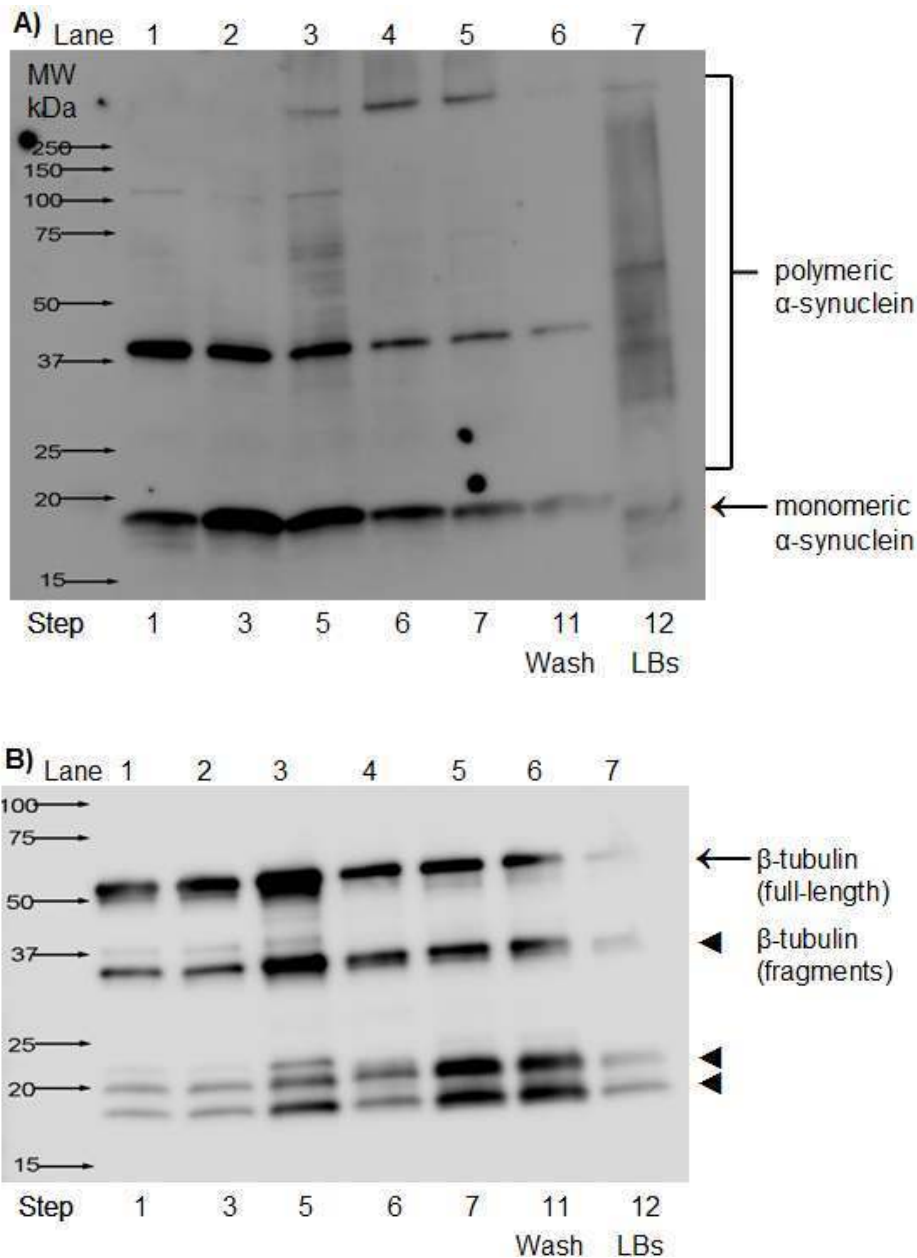 A) Lane 1 2 3 4 5 6 7
MW
kDa
250
150
100
75
50
37
25
20
15
polymeric
α-synuclein
monomeric
α-synuclein
Step 1 3 5 6 7 11 12
Wash LBs
B) Lane 1 2 3 4 5 6 7
100
75
50
37
25
20
15
β-tubulin
(full-length)
β-tubulin
(fragments)
Step 1 3 5 6 7 11 12
Wash LBs